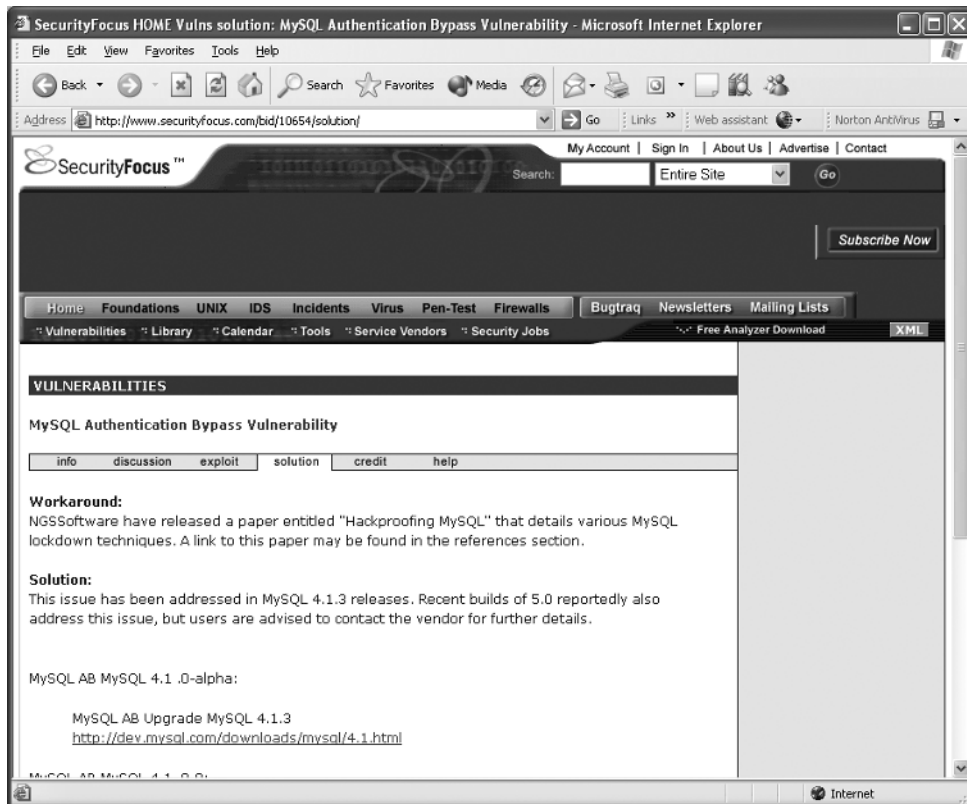 SecurityFocus HOME Vulns solution: MySQL Authentication Bypass Vulnerability - Microsoft Internet Explorer
File Edit View Favorites Tools Help
Back Search Favorites Media
Address http://www.securityfocus.com/bid/10654/solution/ Go Links » Web assistant Norton AntiVirus
My Account | Sign In | About Us | Advertise | Contact
SecurityFocus ™
Search: Entire Site Go
Subscribe Now
Home Foundations UNIX IDS Incidents Virus Pen-Test Firewalls Bugtraq Newsletters Mailing Lists
Vulnerabilities Library Calendar Tools Service Vendors Security Jobs Free Analyzer Download XML
VULNERABILITIES
MySQL Authentication Bypass Vulnerability
info discussion exploit solution credit help
Workaround:
NGSSoftware have released a paper entitled "Hackproofing MySQL" that details various MySQL
lockdown techniques. A link to this paper may be found in the references section.
Solution:
This issue has been addressed in MySQL 4.1.3 releases. Recent builds of 5.0 reportedly also
address this issue, but users are advised to contact the vendor for further details.
MySQL AB MySQL 4.1 .0-alpha:
MySQL AB Upgrade MySQL 4.1.3
http://dev.mysql.com/downloads/mysql/4.1.html
MySQL AB MySQL 4.1
Internet